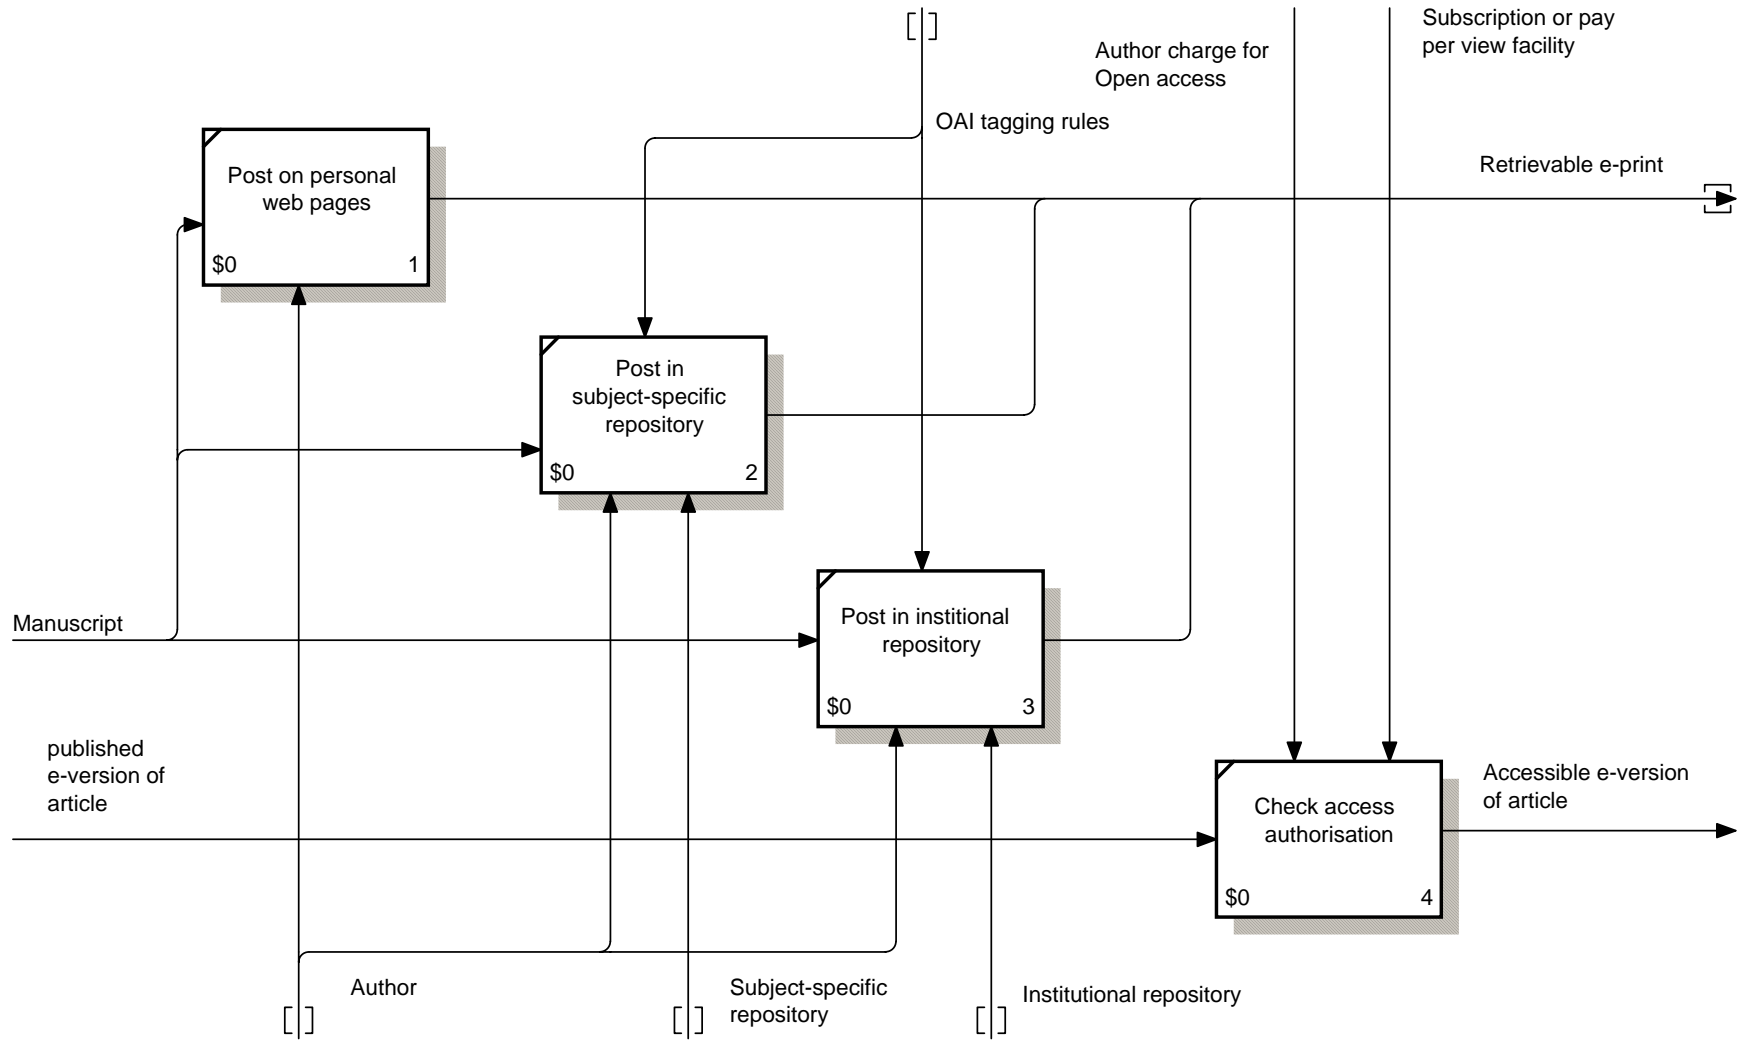 Subscription or pay
per view facility
Author charge for
Open access
OAI tagging rules
Retrievable e-print
Post on personal
web pages
$0
1
Post in
subject-specific
repository
$0
2
Manuscript
Post in institional
repository
$0
3
published
e-version of
article
Check access
authorisation
$0
4
Accessible e-version
of article
Author
Subject-specific
repository
Institutional repository